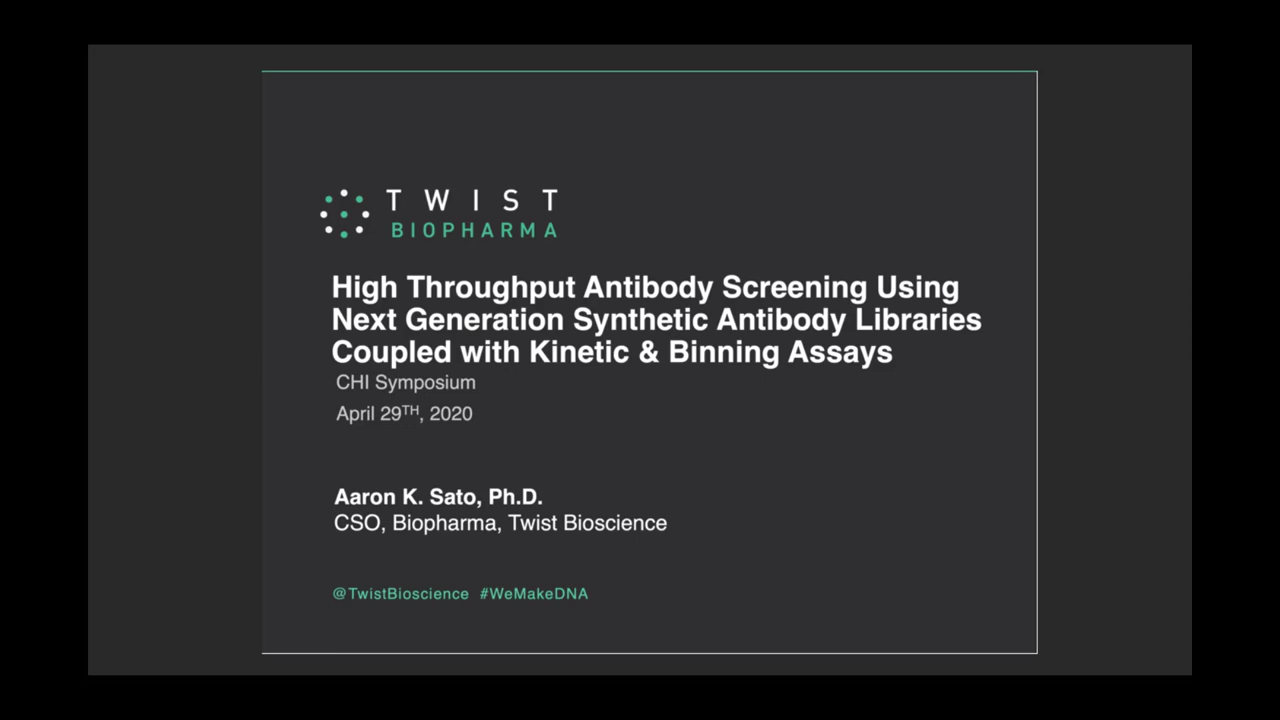 TWIST
BIOPHARMA
High Throughput Antibody Screening Using
Next Generation Synthetic Antibody Libraries
Coupled with Kinetic & Binning Assays
CHI Symposium
April 29TH, 2020
Aaron K. Sato, Ph.D.
CSO, Biopharma, Twist Bioscience
@TwistBioscience #WeMakeDNA